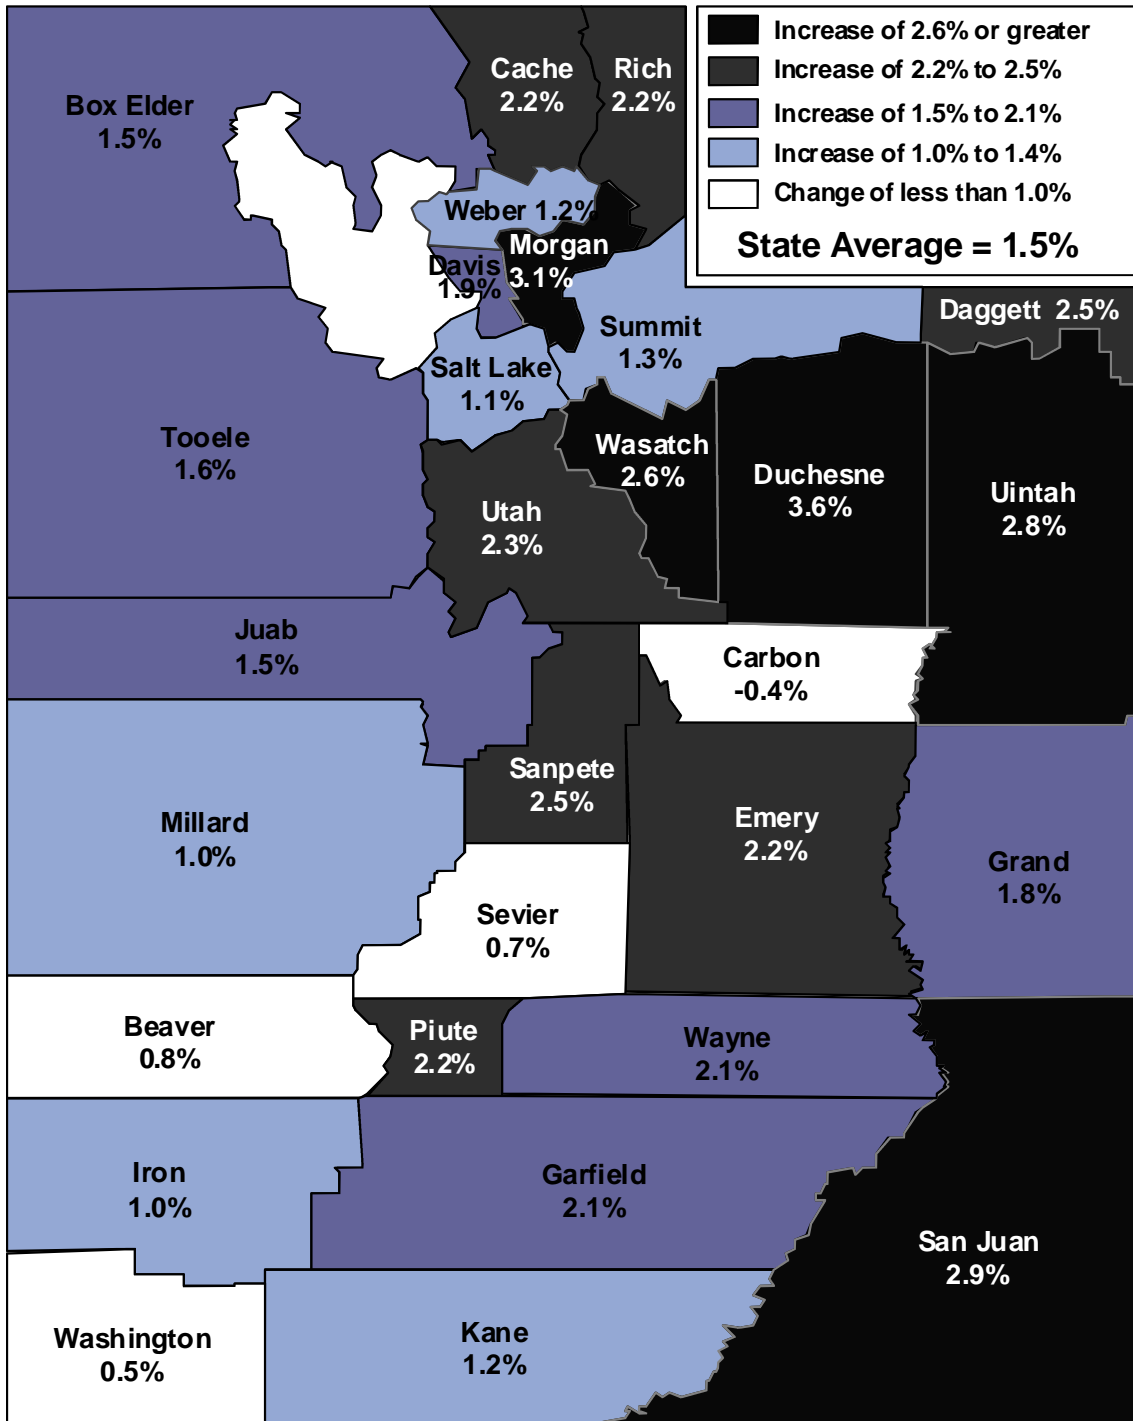 Increase of 2.6% or greater
Increase of 2.2% to 2.5%
Increase of 1.5% to 2.1%
Increase of 1.0% to 1.4%
Change of less than 1.0%
State Average = 1.5%
Cache
2.2%
Rich
2.2%
Box Elder
1.5%
Weber 1.2%
Morgan
3.1%
Davis
1.9%
Daggett 2.5%
Summit
1.3%
Salt Lake
1.1%
Tooele
1.6%
Wasatch
2.6%
Duchesne
3.6%
Uintah
2.8%
Utah
2.3%
Juab
1.5%
Carbon
-0.4%
Sanpete
2.5%
Millard
1.0%
Emery
2.2%
Grand
1.8%
Sevier
0.7%
Beaver
0.8%
Piute
2.2%
Wayne
2.1%
Iron
1.0%
Garfield
2.1%
San Juan
2.9%
Washington
0.5%
Kane
1.2%